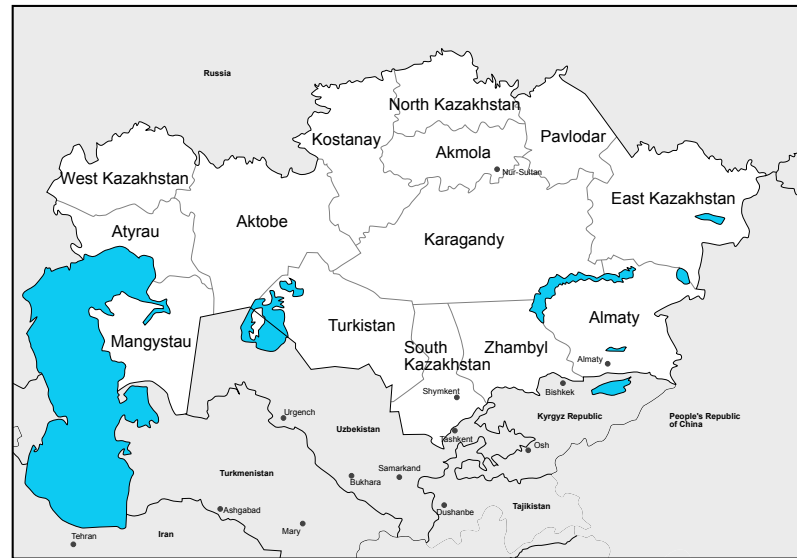 Russia
North Kazakhstan
Kostanay
Pavlodar
Akmola
Nur-Sultan
West Kazakhstan
East Kazakhstan
Aktobe
Atyrau
Karagandy
Almaty
Turkistan
Mangystau
South
Kazakhstan
Zhambyl
Almaty
Shymkent
Bishkek
Urgench
Kyrgyz Republic
People's Republic
of China
Uzbekistan
Tashkent
Osh
Turkmenistan
Samarkand
Bukhara
Tajikistan
Ashgabad
Dushanbe
Mary
Tehran
Iran